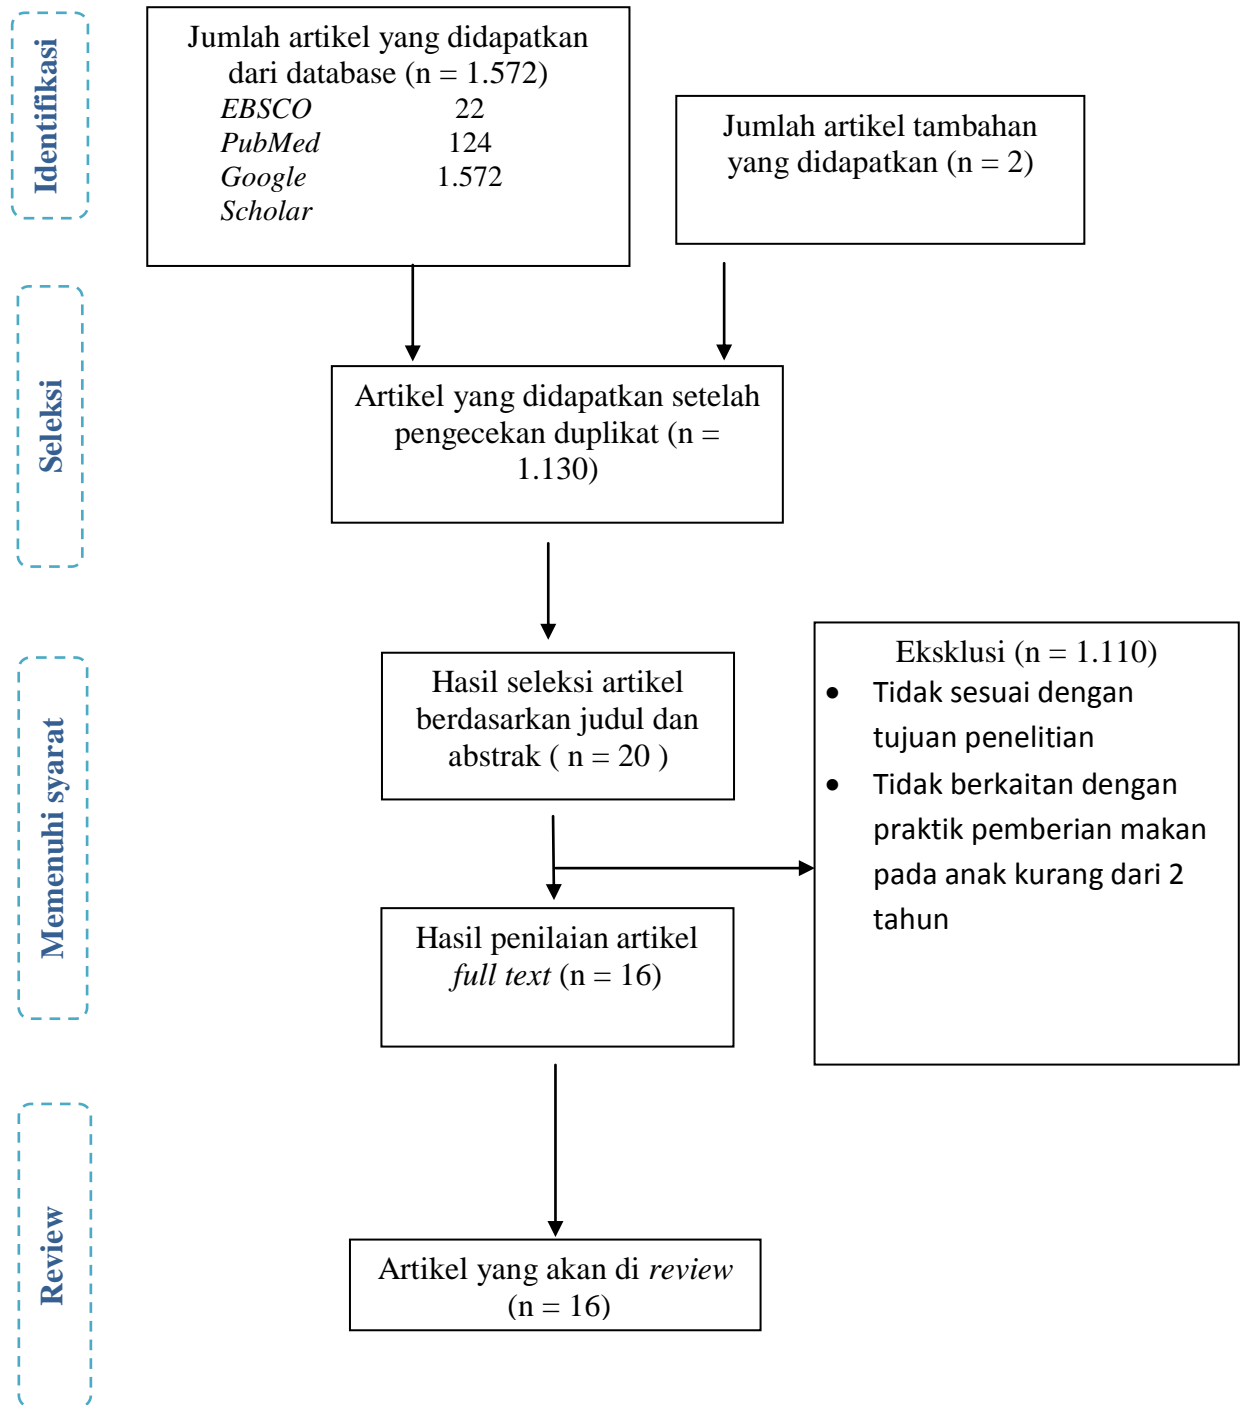 Identifikasi
Jumlah artikel yang didapatkan
dari database (n = 1.572)
EBSCO 22
PubMed 124
Google 1.572
Scholar
Jumlah artikel tambahan
yang didapatkan (n = 2)
Seleksi
Artikel yang didapatkan setelah
pengecekan duplikat (n =
1.130)
Memenuhi syarat
Hasil seleksi artikel
berdasarkan judul dan
abstrak ( n = 20 )
Eksklusi (n = 1.110)
• Tidak sesuai dengan
tujuan penelitian
• Tidak berkaitan dengan
praktik pemberian makan
pada anak kurang dari 2
tahun
Hasil penilaian artikel
full text (n = 16)
Review
Artikel yang akan di review
(n = 16)